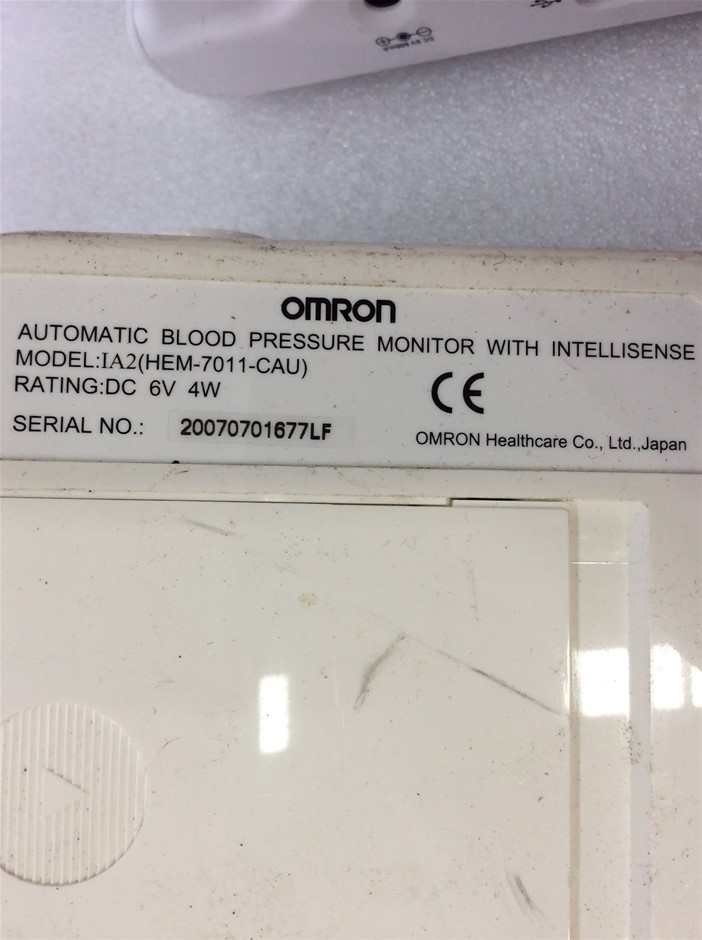 OMRON
AUTOMATIC BLOOD PRESSURE MONITOR WITH INTELLISENSE
MODEL:IA2(HEM-7011-CAU)
RATING:DC 6V 4W
CE
SERIAL NO.: 20070701677LF
OMRON Healthcare Co., Ltd.,Japan